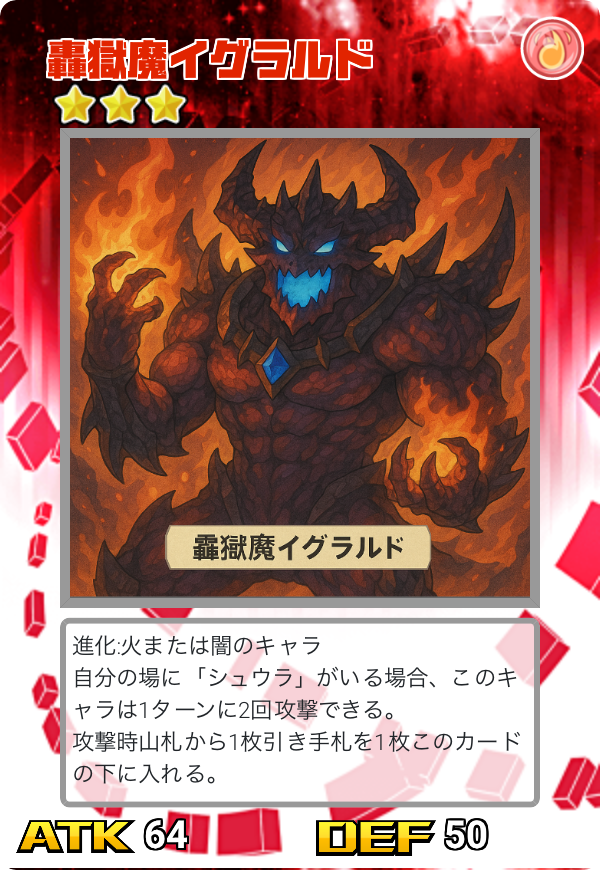 轟獄魔イグラルド
轟獄魔イグラルド
進化:火または闇のキャラ
自分の場に「シュウラ」がいる場合、このキ
ャラは1ターンに2回攻撃できる。
攻撃時山札から1枚引き手札を1枚このカード
の下に入れる。
ATK 64 DEF 50